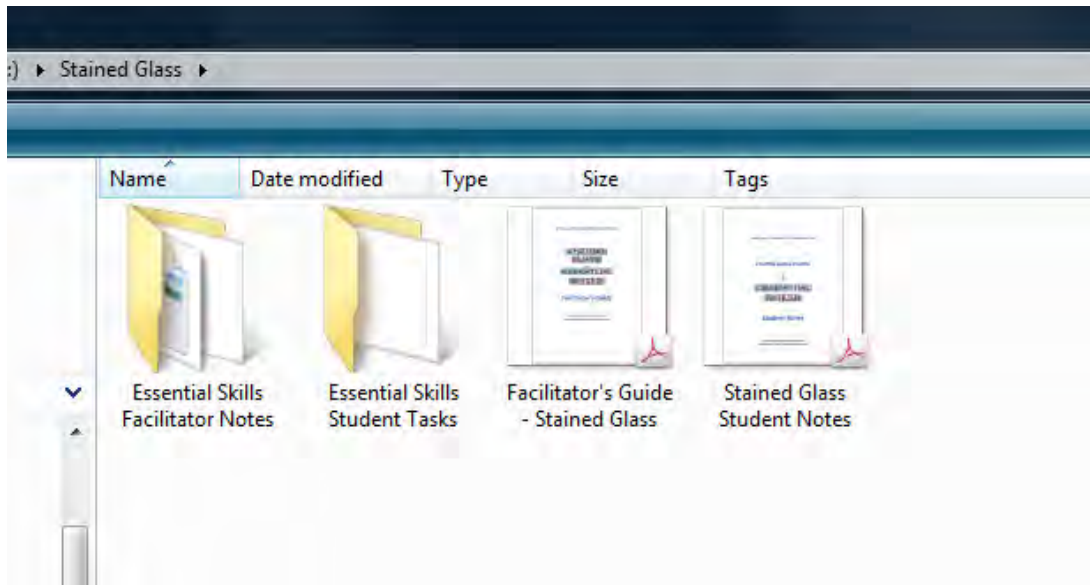 :) ▸ Stained Glass ▸
Name Date modified Type Size Tags
Essential Skills
Facilitator Notes
Essential Skills
Student Tasks
Facilitator's Guide
- Stained Glass
Stained Glass
Student Notes